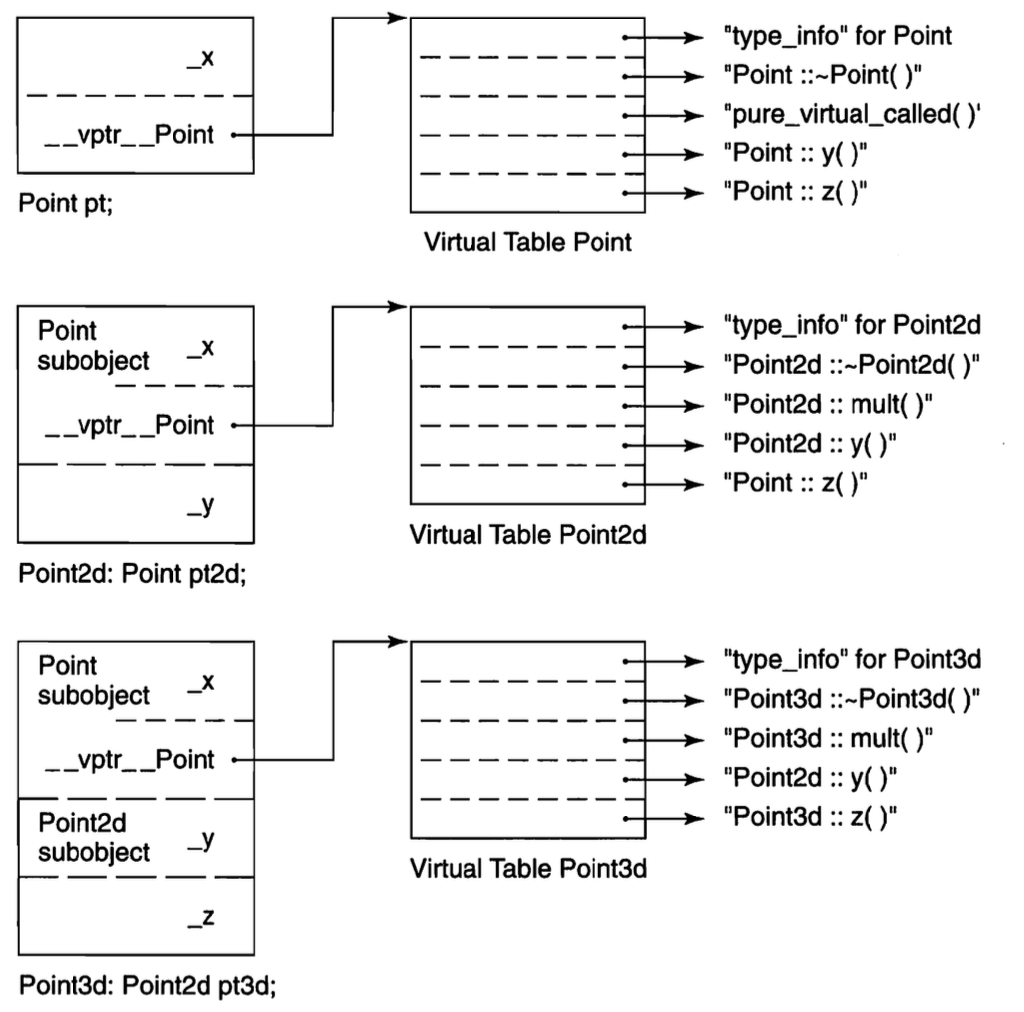 _x
__vptr__Point
Point pt;
"type_info" for Point
"Point ::~Point( )"
"pure_virtual_called( )'
"Point :: y( )"
"Point :: z( )"
Virtual Table Point
Point
subobject
_x
__vptr__Point
_y
Point2d: Point pt2d;
"type_info" for Point2d
"Point2d ::~Point2d( )"
"Point2d :: mult( )"
"Point2d :: y( )"
"Point :: z( )"
Virtual Table Point2d
Point
subobject
_x
__vptr__Point
Point2d
subobject
_y
_z
Point3d: Point2d pt3d;
"type_info" for Point3d
"Point3d ::~Point3d( )"
"Point3d :: mult( )"
"Point2d :: y( )"
"Point3d :: z( )"
Virtual Table Point3d